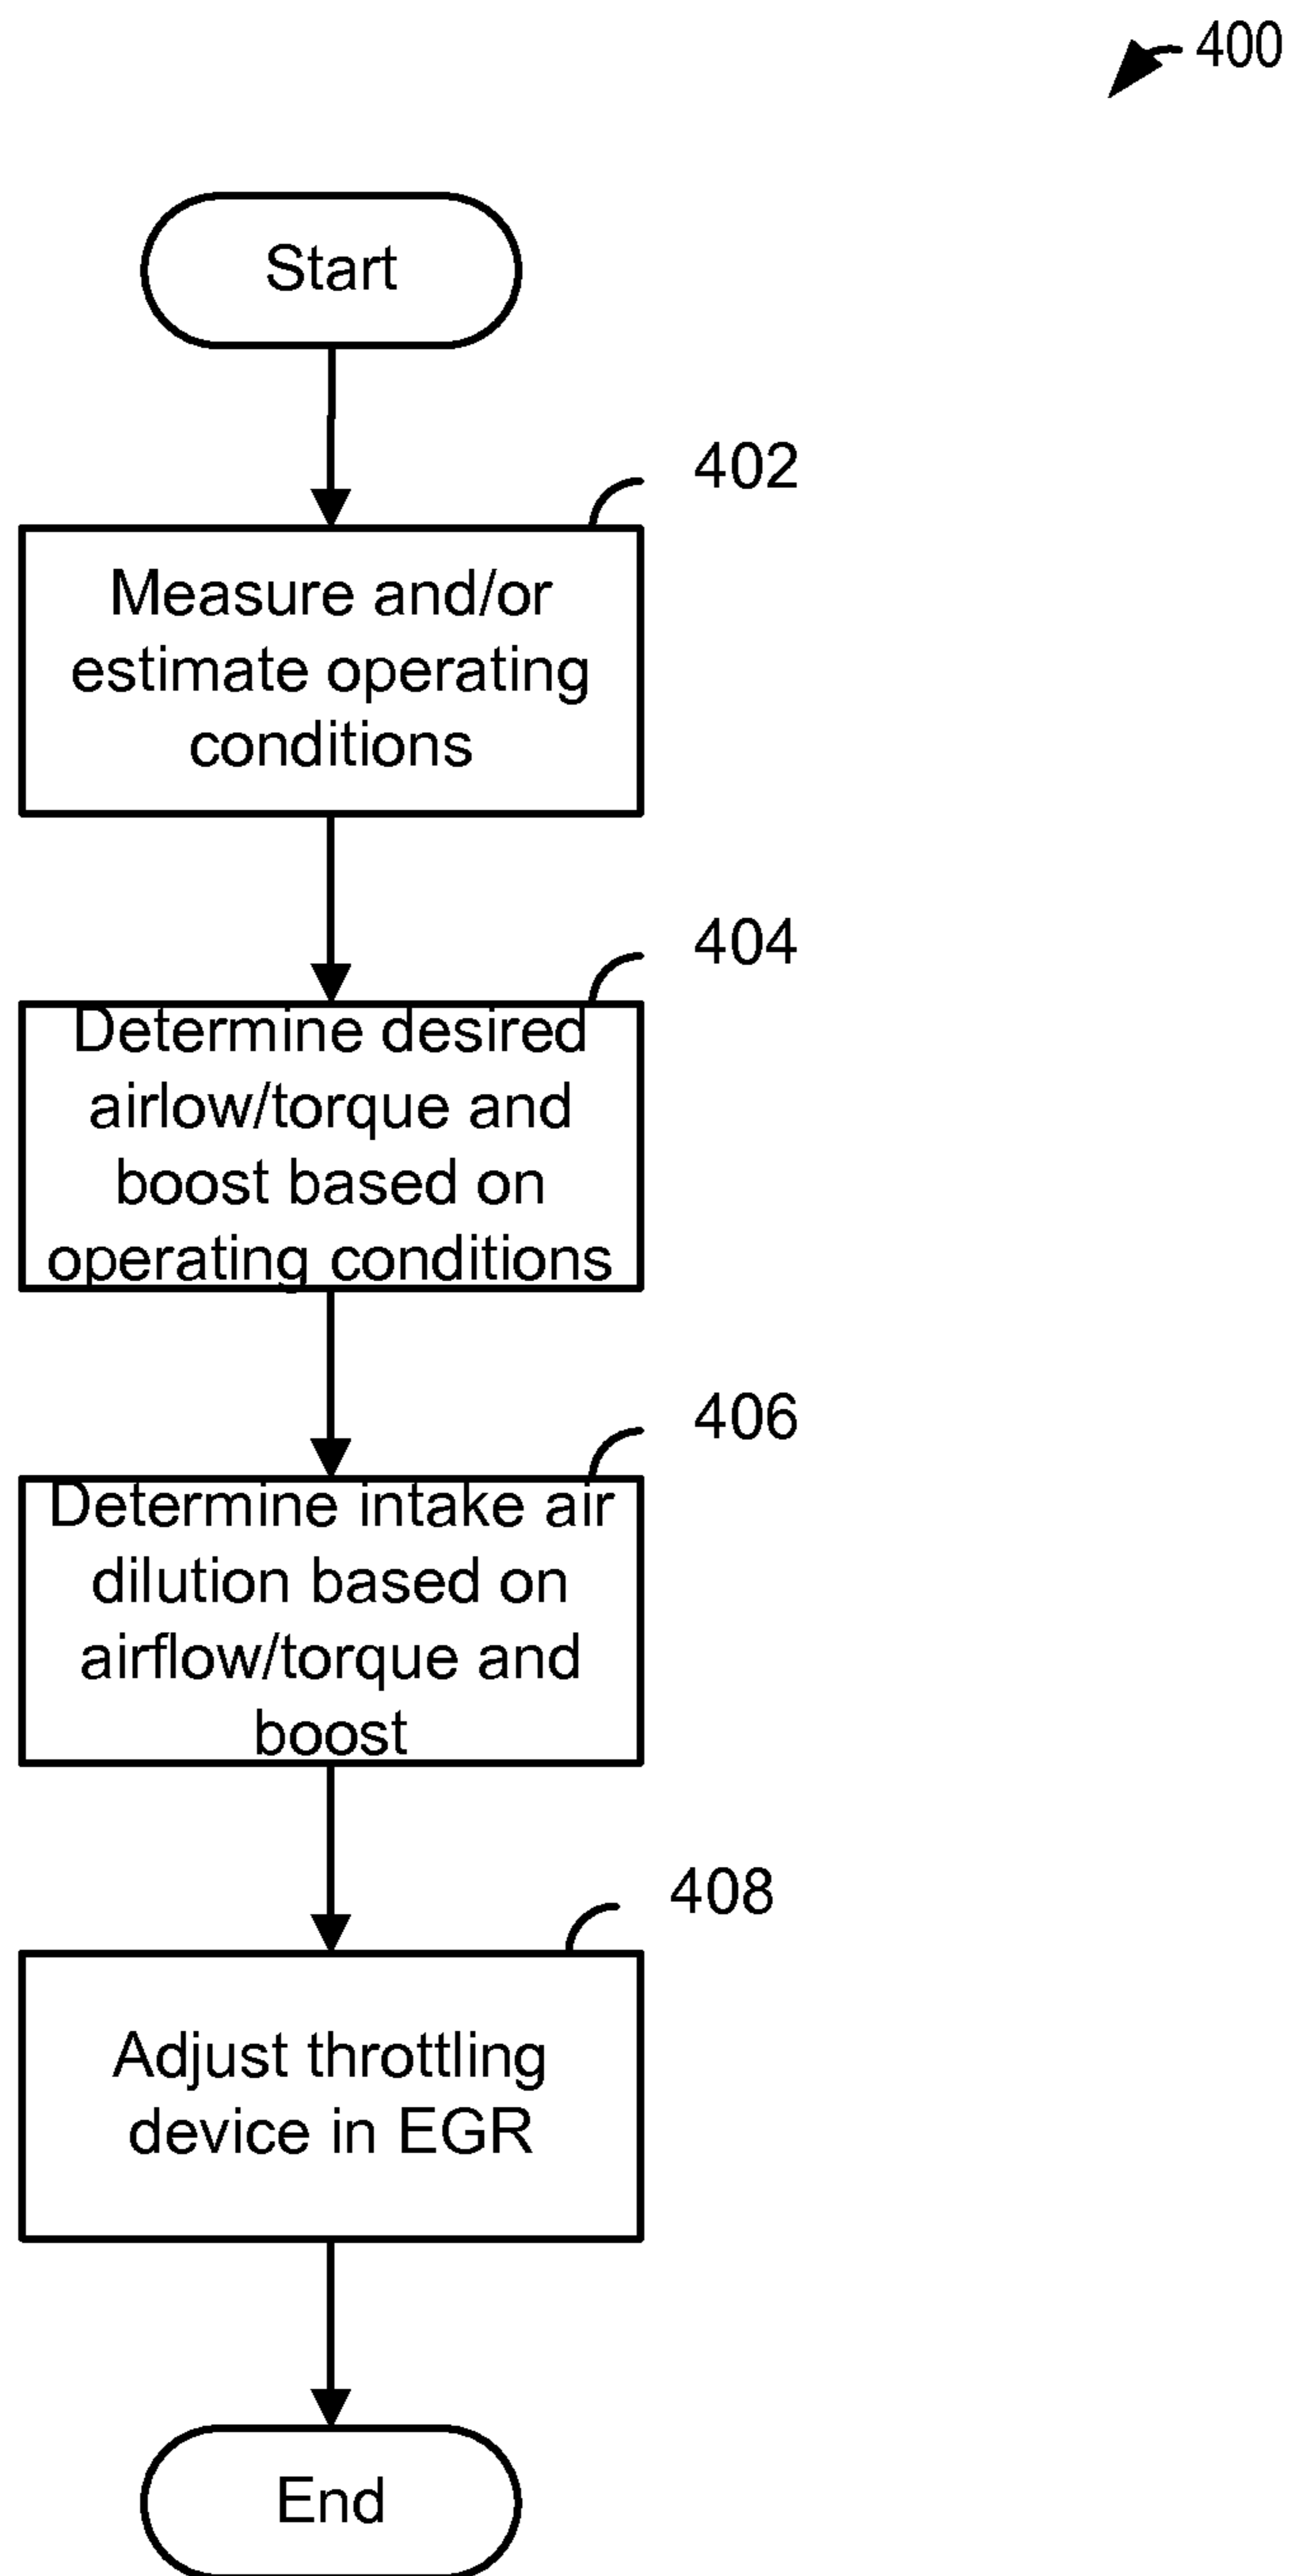 400
Start
402
Measure and/or
estimate operating
conditions
404
Determine desired
airlow/torque and
boost based on
operating conditions
406
Determine intake air
dilution based on
airflow/torque and
boost
408
Adjust throttling
device in EGR
End